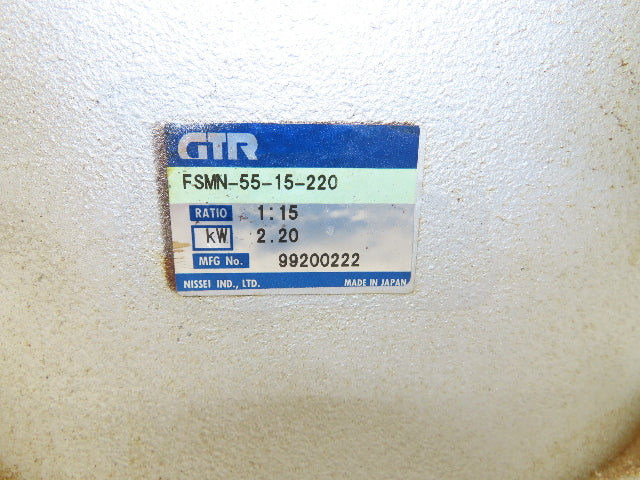 GTR
FSMN-55-15-220
RATIO 1:15
kW 2.20
MFG No. 99200222
NISSEI IND., LTD. MADE IN JAPAN